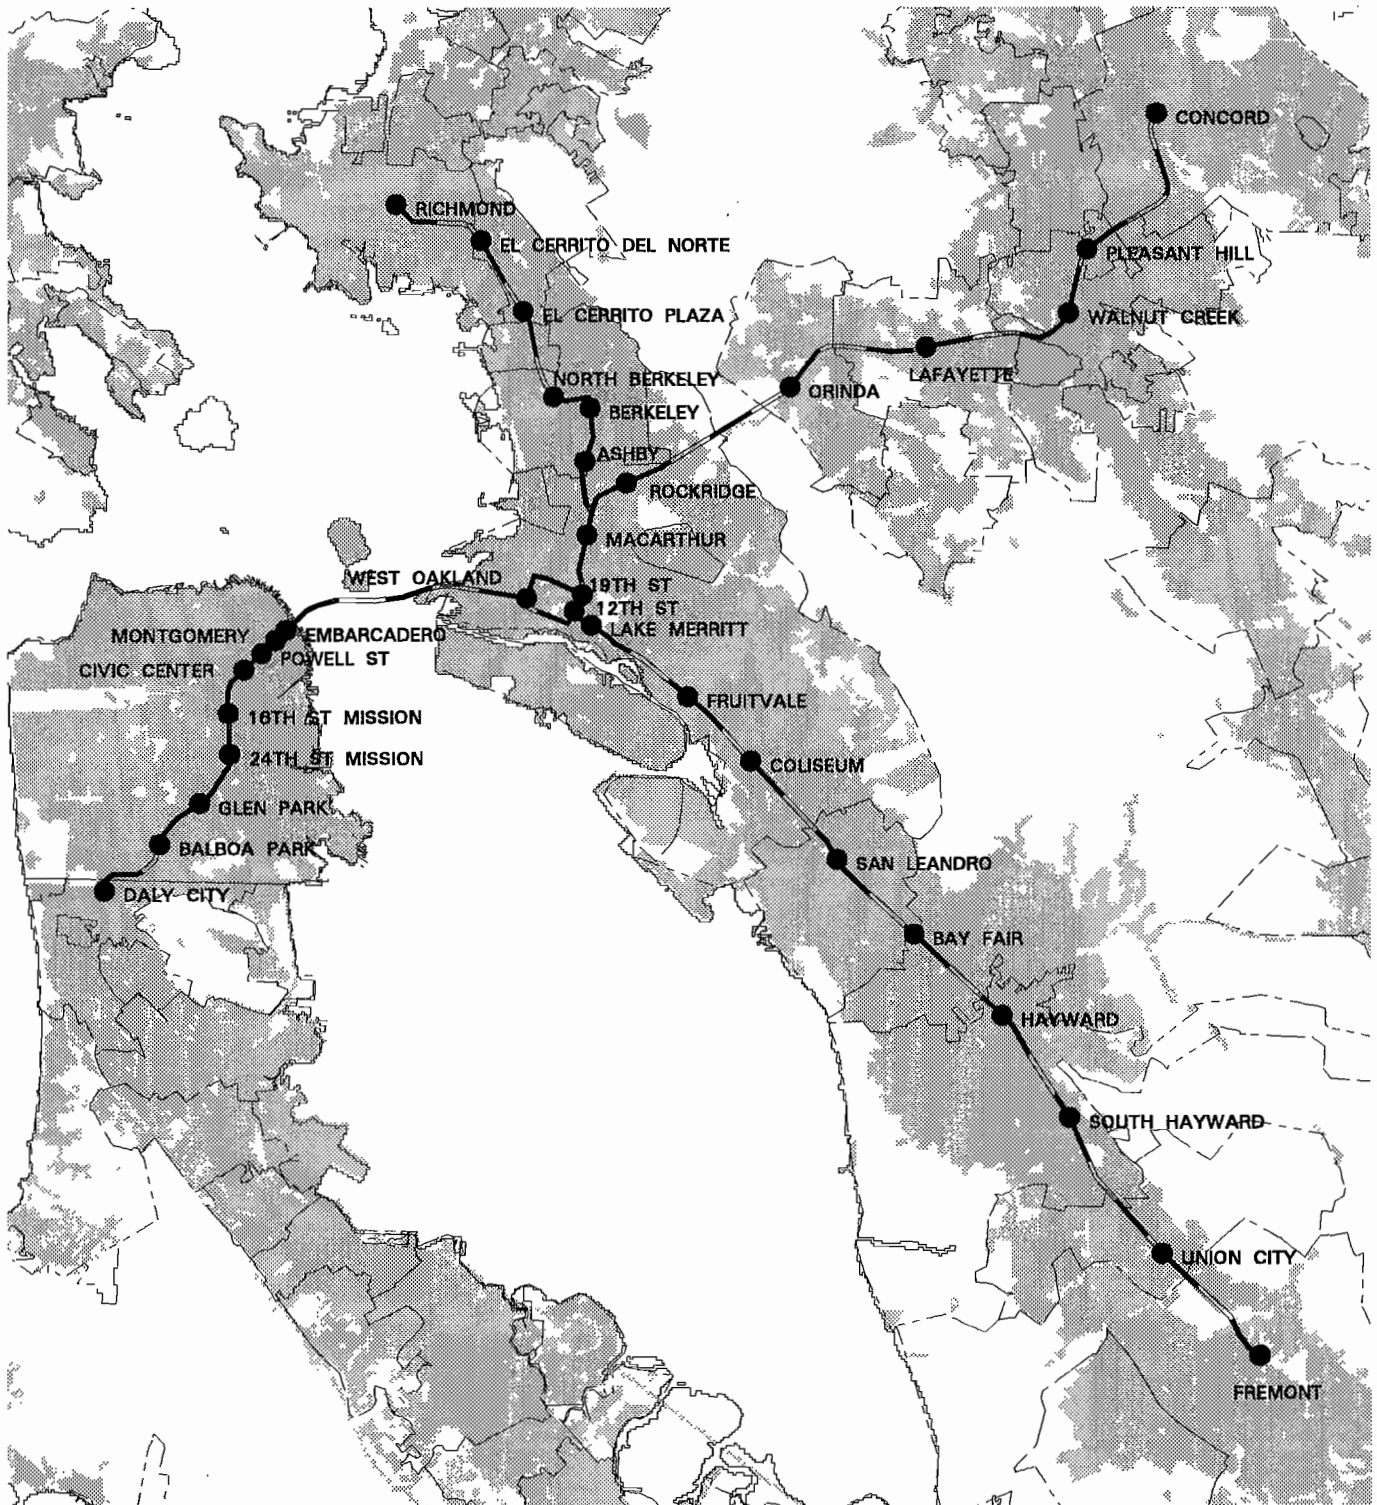 CONCORD
RICHMOND
EL CERRITO DEL NORTE
PLEASANT HILL
EL CERRITO PLAZA
WALNUT CREEK
LAFAYETTE
NORTH BERKELEY
ORINDA
BERKELEY
ASHBY
ROCKRIDGE
MACARTHUR
WEST OAKLAND
19TH ST
12TH ST
LAKE MERRITT
MONTGOMERY
EMBARCADERO
POWELL ST
CIVIC CENTER
FRUITVALE
16TH ST MISSION
24TH ST MISSION
COLISEUM
GLEN PARK
BALBOA PARK
SAN LEANDRO
DALY CITY
BAY FAIR
HAYWARD
SOUTH HAYWARD
UNION CITY
FREMONT